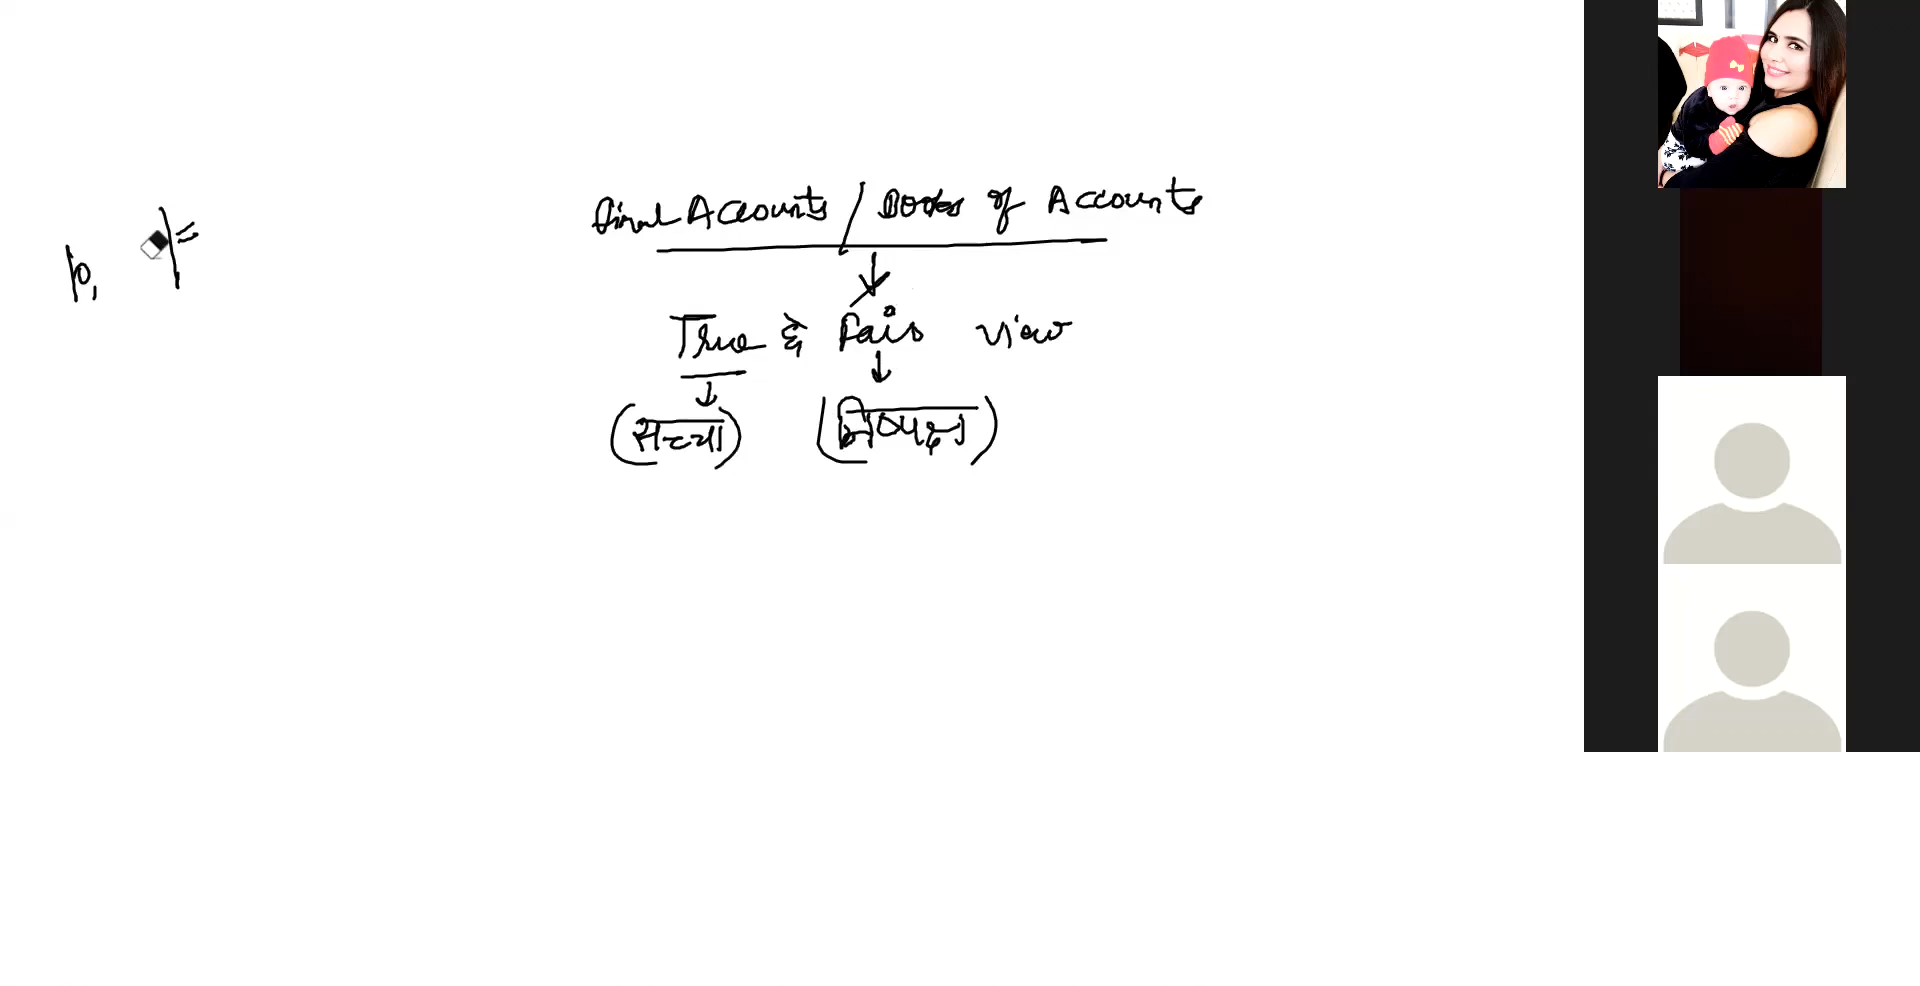 Final Accounts / Books of Accounts
True & Fair view
(सच्चा) (निष्पक्ष)